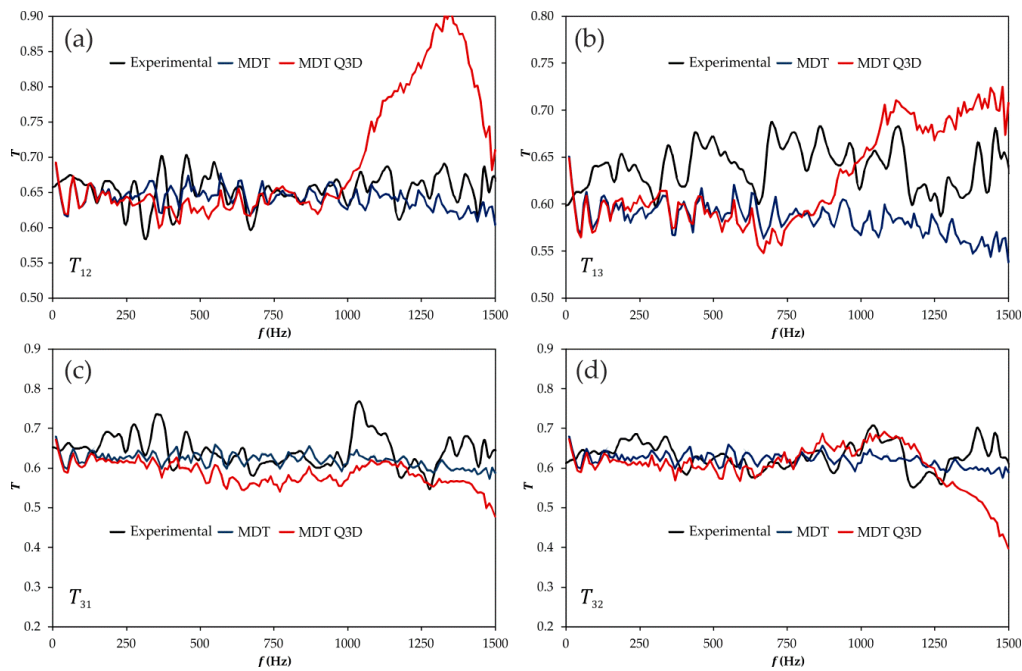 (a)
Experimental MDT MDT Q3D
T
0.90
0.85
0.80
0.75
0.70
0.65
0.60
0.55
0.50
T12
0 250 500 750 1000 1250 1500
f (Hz)
(b)
Experimental MDT MDT Q3D
T
0.80
0.75
0.70
0.65
0.60
0.55
0.50
T13
0 250 500 750 1000 1250 1500
f (Hz)
(c)
Experimental MDT MDT Q3D
T
0.9
0.8
0.7
0.6
0.5
0.4
0.3
0.2
T31
0 250 500 750 1000 1250 1500
f (Hz)
(d)
Experimental MDT MDT Q3D
T
0.9
0.8
0.7
0.6
0.5
0.4
0.3
0.2
T32
0 250 500 750 1000 1250 1500
f (Hz)